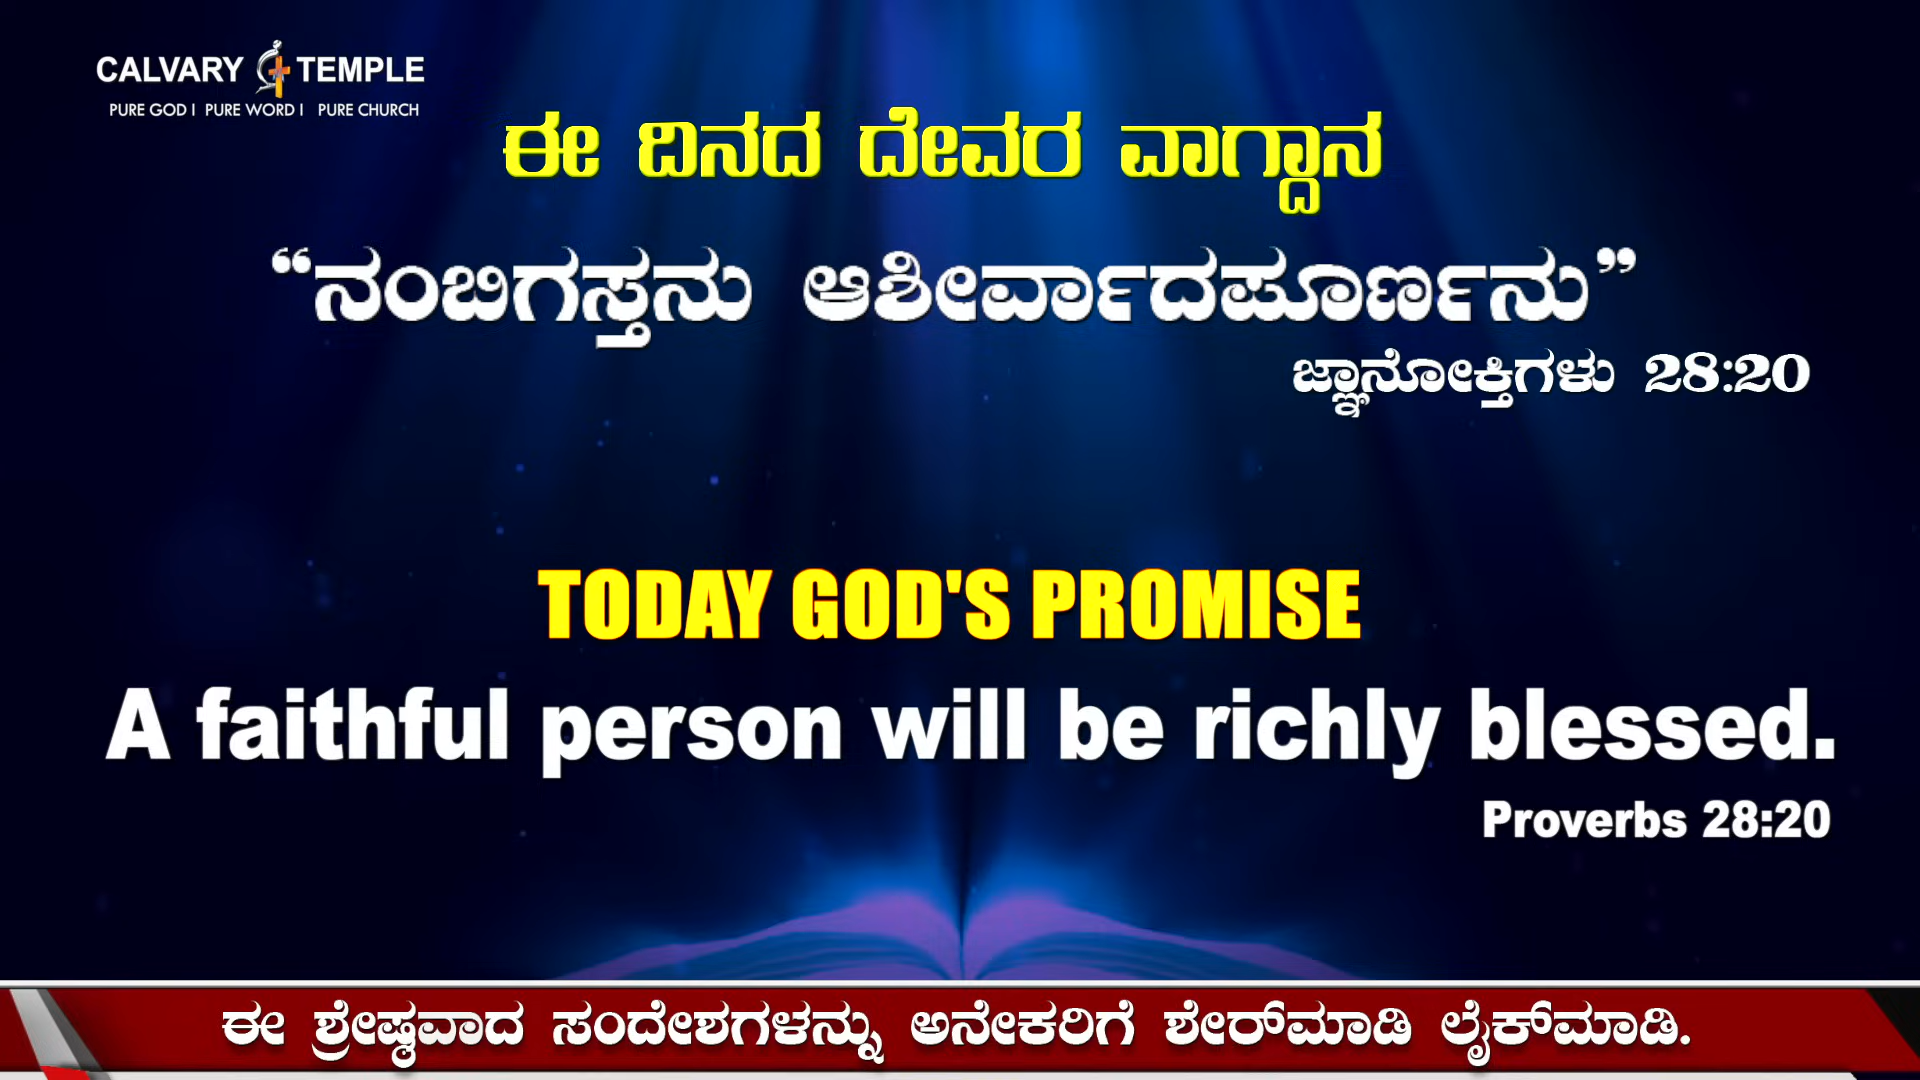 CALVARY TEMPLE
PURE GOD I PURE WORD I PURE CHURCH
ಈ ದಿನದ ದೇವರ ವಾಗ್ದಾನ
“ನಂಬಿಗಸ್ತನು ಆಶೀರ್ವಾದಪೂರ್ಣನು”
ಜ್ಞಾನೋಕ್ತಿಗಳು 28:20
TODAY GOD'S PROMISE
A faithful person will be richly blessed.
Proverbs 28:20
ಈ ಶ್ರೇಷ್ಠವಾದ ಸಂದೇಶಗಳನ್ನು ಅನೇಕರಿಗೆ ಶೇರ್‌ಮಾಡಿ ಲೈಕ್‌ಮಾಡಿ.